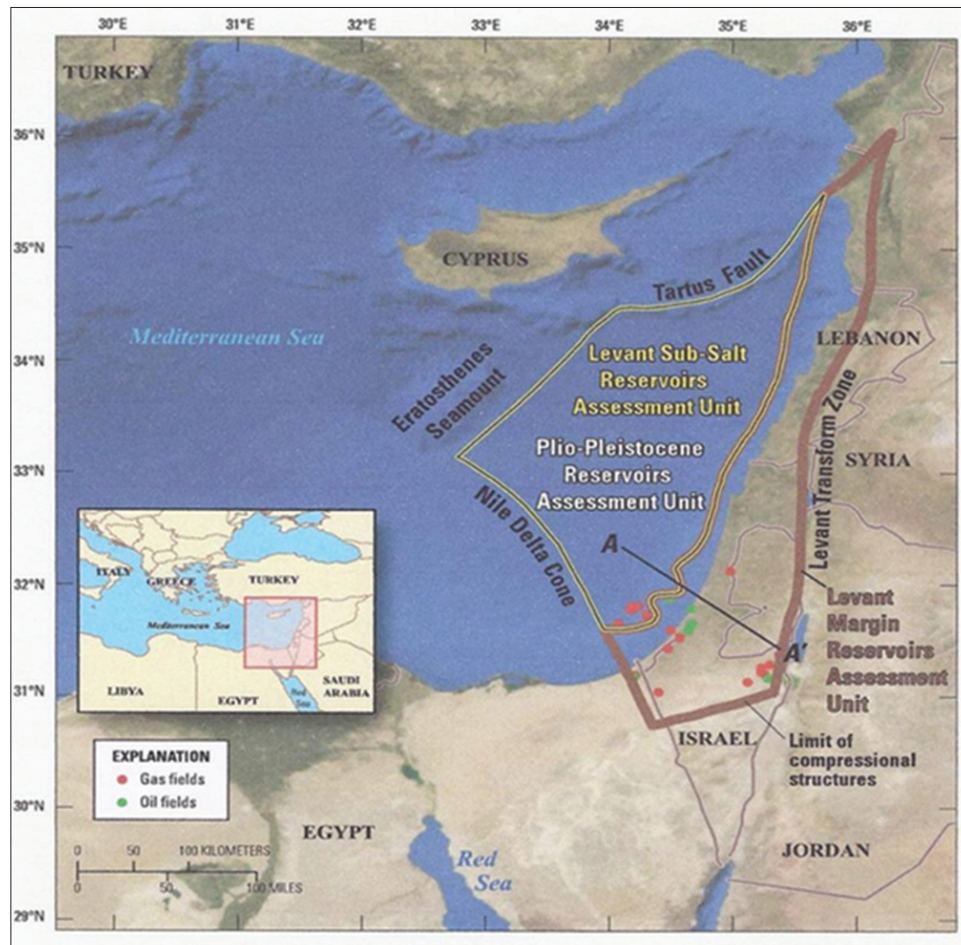 30°E 31°E 32°E 33°E 34°E 35°E 36°E
TURKEY
36°N
35°N
CYPRUS
Tartus Fault
Mediterranean Sea
34°N
LEBANON
Eratosthenes
Seamount
Levant Sub-Salt
Reservoirs
Assessment Unit
Levant Transform Zone
33°N
Plio-Pleistocene
Reservoirs
Assessment Unit
SYRIA
Nile Delta Cone
A
32°N
ITALY
GREECE
TURKEY
Mediterranean Sea
LIBYA
EGYPT
Red
Sea
SAUDI
ARABIA
Levant
Margin
Reservoirs
Assessment
Unit
A'
31°N
ISRAEL
Limit of
compressional
structures
EXPLANATION
Gas fields
Oil fields
30°N
EGYPT
0 50 100 KILOMETERS
0 50 100 MILES
Red
Sea
JORDAN
29°N